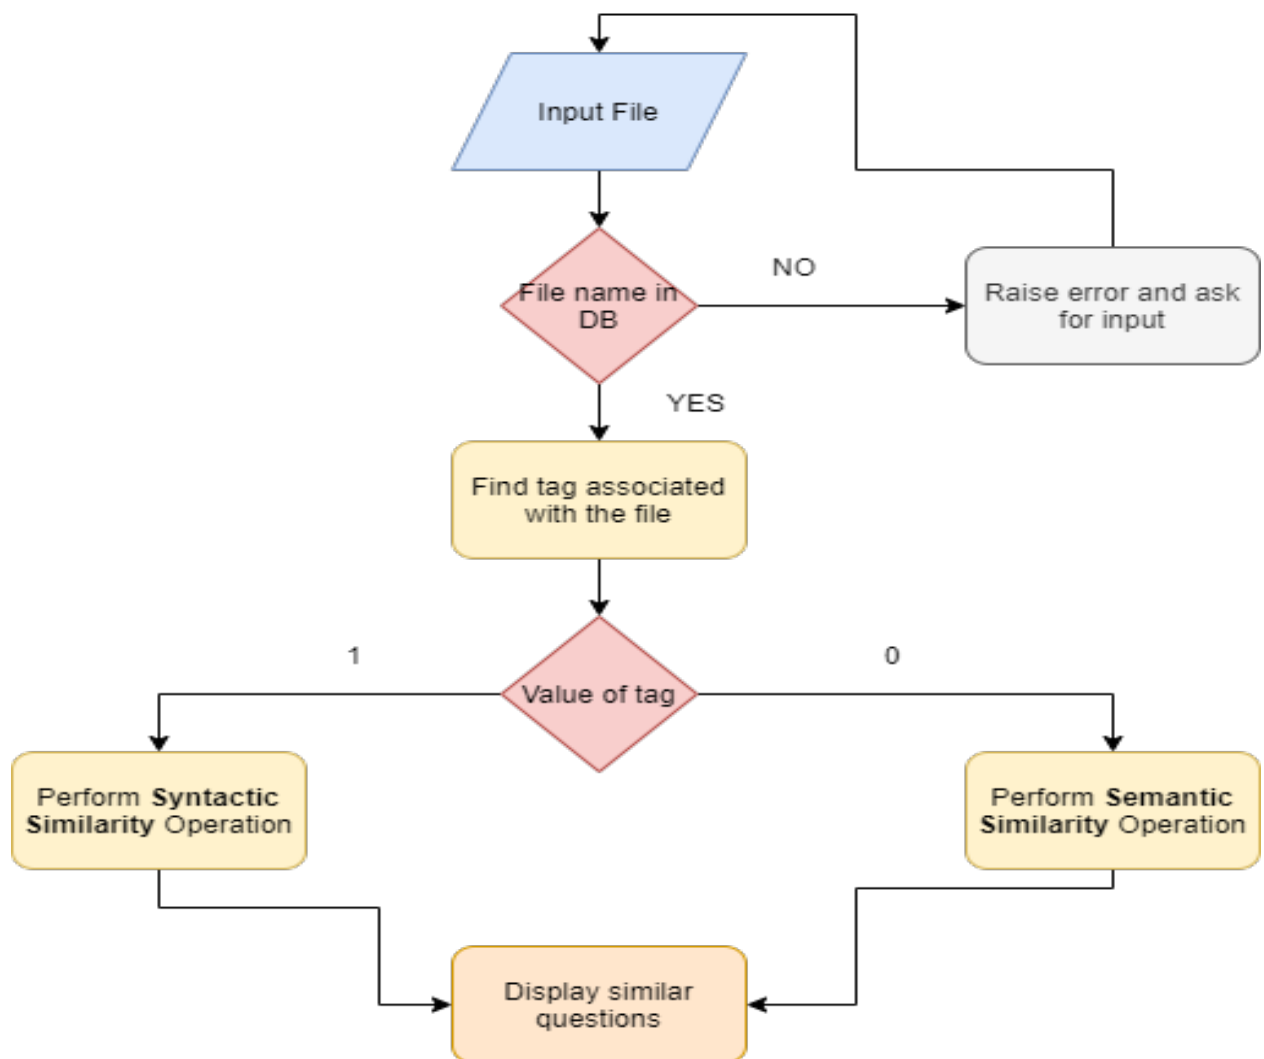 Input File
File name in
DB
NO
Raise error and ask
for input
YES
Find tag associated
with the file
Value of tag
1
0
Perform Syntactic
Similarity Operation
Perform Semantic
Similarity Operation
Display similar
questions